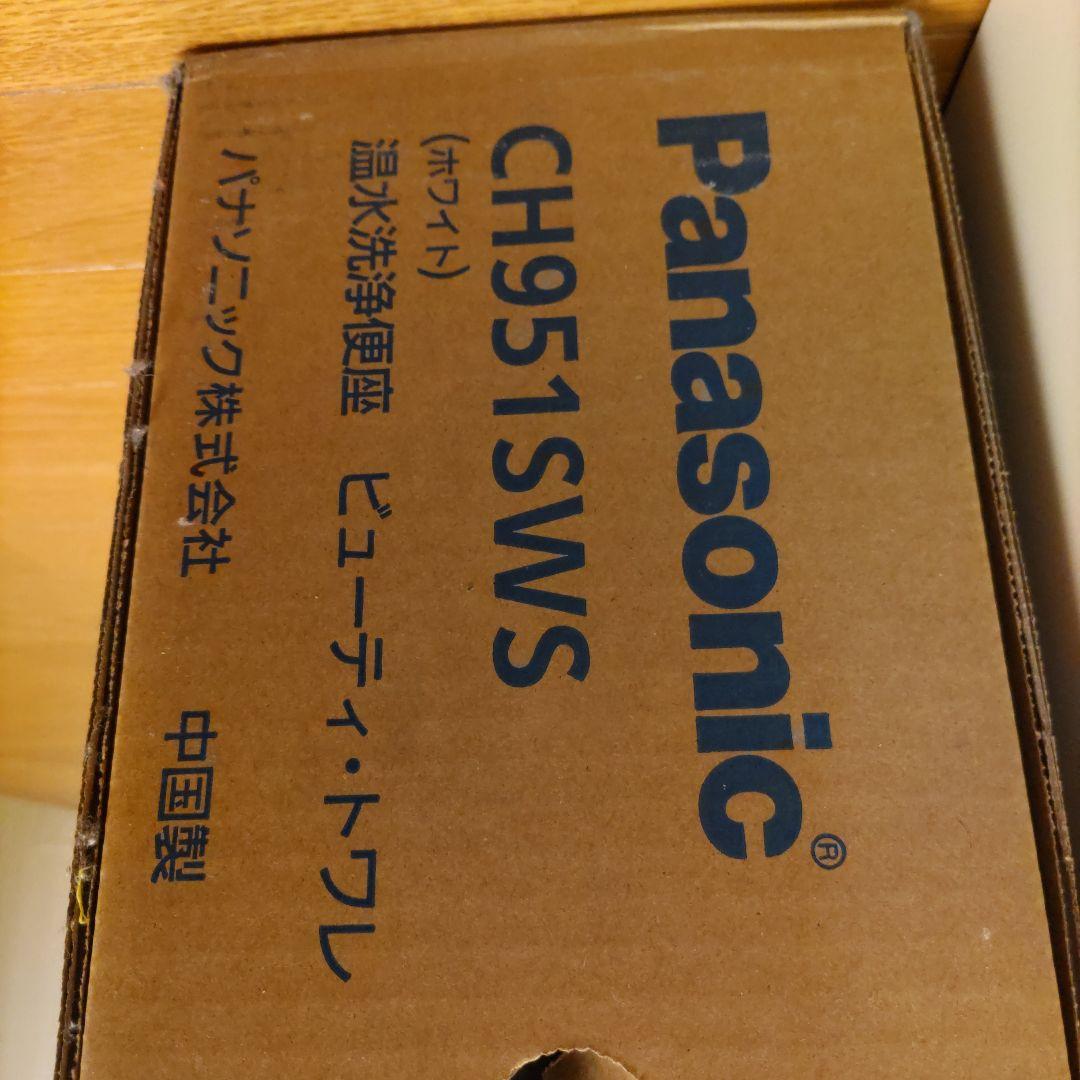 Panasonic®
CH951SWS
(ホワイト)
温水洗浄便座 ビューティ・トワレ
パナソニック株式会社 中国製